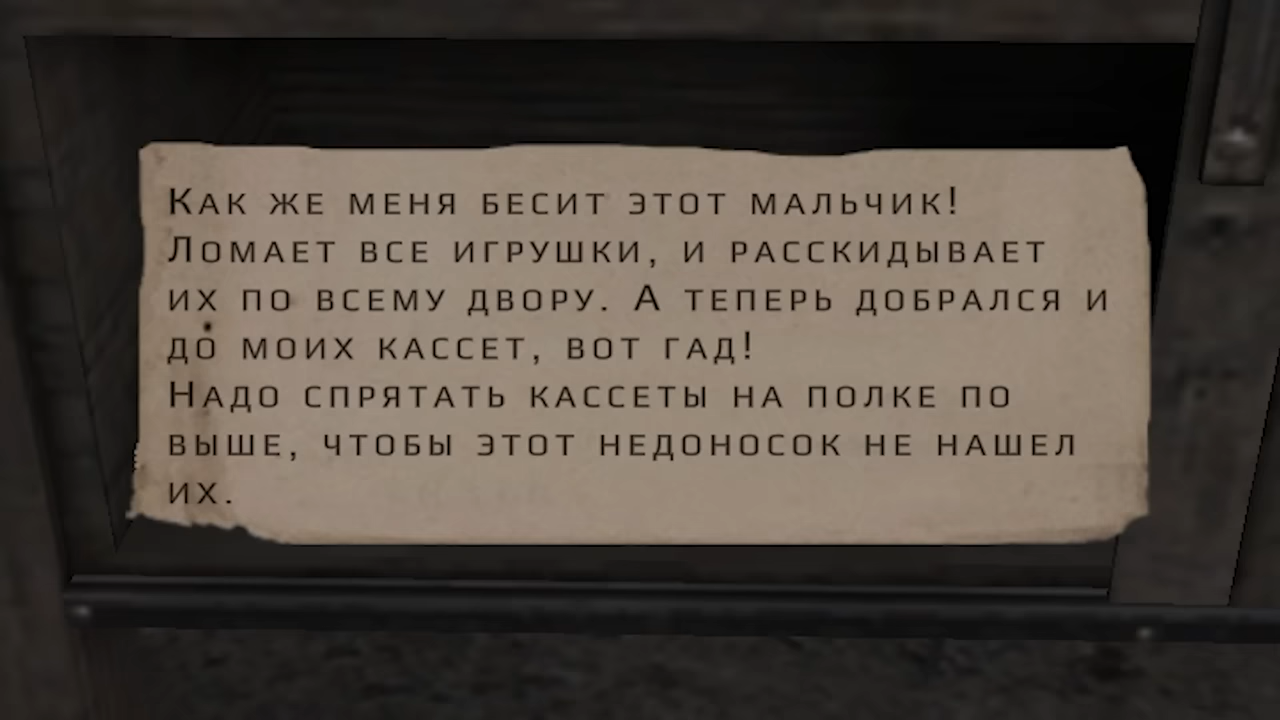 Как же меня бесит этот мальчик!
Ломает все игрушки, и расскидывает
их по всему двору. А теперь добрался и
до моих кассет, вот гад!
Надо спрятать кассеты на полке по
выше, чтобы этот недоносок не нашел
их.